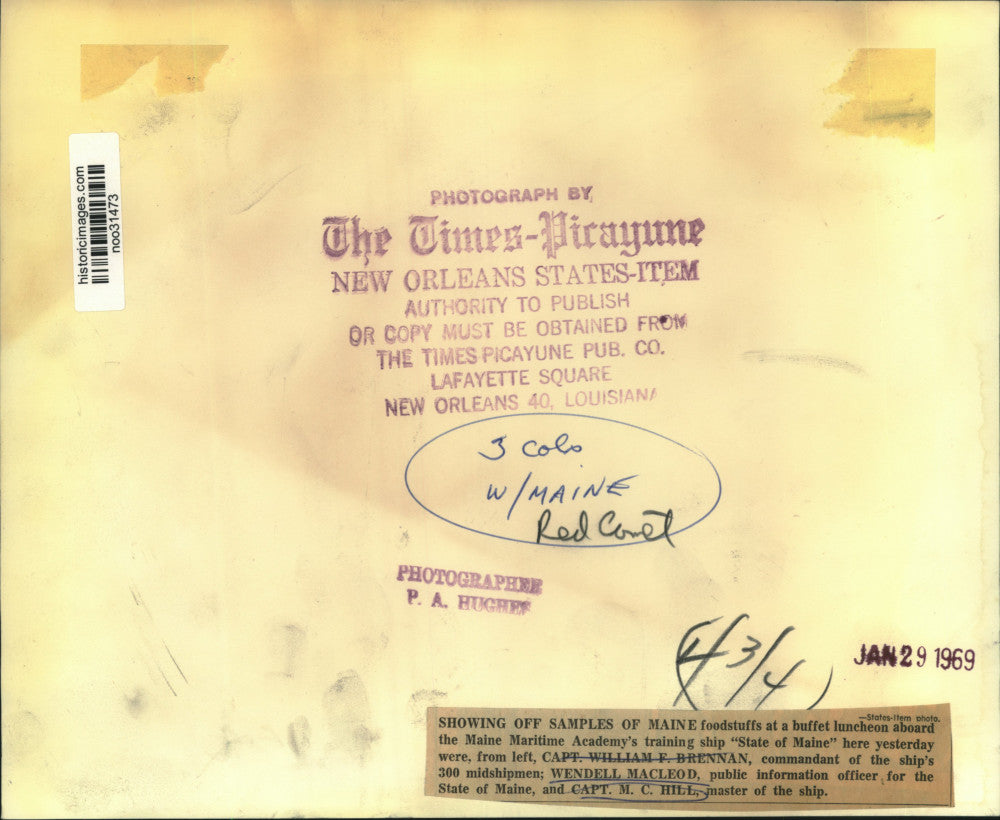 historicimages.com
noo31473
PHOTOGRAPH BY
The Times-Picayune
NEW ORLEANS STATES-ITEM
AUTHORITY TO PUBLISH
OR COPY MUST BE OBTAINED FROM
THE TIMES-PICAYUNE PUB. CO.
LAFAYETTE SQUARE
NEW ORLEANS 40, LOUISIANA
3 cols
W/MAINE
Red Comet
PHOTOGRAPHER
P. A. HUGHES
JAN 29 1969
—States-Item photo.
SHOWING OFF SAMPLES OF MAINE foodstuffs at a buffet luncheon aboard
the Maine Maritime Academy's training ship "State of Maine" here yesterday
were, from left, CAPT. WILLIAM F. BRENNAN, commandant of the ship's
300 midshipmen; WENDELL MACLEOD, public information officer for the
State of Maine, and CAPT. M. C. HILL, master of the ship.